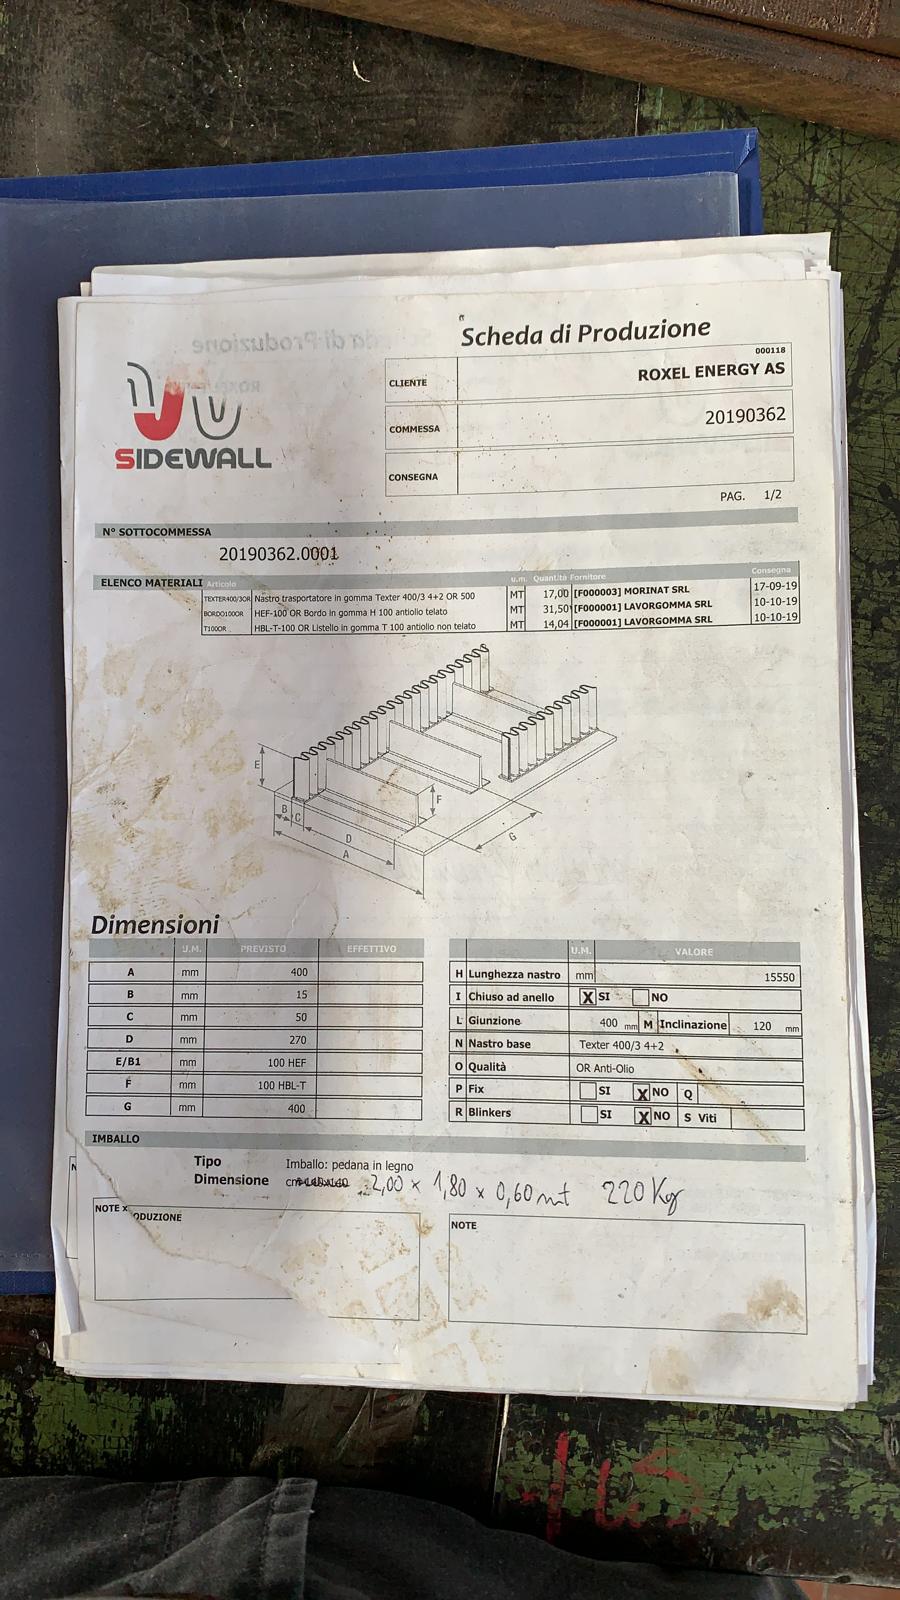 Scheda di Produzione
SIDEWALL
000118
CLIENTE ROXEL ENERGY AS
COMMESSA 20190362
CONSEGNA
PAG. 1/2
N° SOTTOCOMMESSA
20190362.0001
ELENCO MATERIALI Articolo u.m. Quantità Fornitore Consegna
TEXTER400/3OR Nastro trasportatore in gomma Texter 400/3 4+2 OR 500 MT 17,00 [F000003] MORINAT SRL 17-09-19
BORDO100OR HEF-100 OR Bordo in gomma H 100 antiolio telato MT 31,50 [F000001] LAVORGOMMA SRL 10-10-19
T100OR HBL-T-100 OR Listello in gomma T 100 antiolio non telato MT 14,04 [F000001] LAVORGOMMA SRL 10-10-19
E
B C
D
A
F
G
Dimensioni
U.M. PREVISTO EFFETTIVO
A mm 400
B mm 15
C mm 50
D mm 270
E/B1 mm 100 HEF
F mm 100 HBL-T
G mm 400
U.M. VALORE
H Lunghezza nastro mm 15550
I Chiuso ad anello X SI NO
L Giunzione 400 mm M Inclinazione 120 mm
N Nastro base Texter 400/3 4+2
O Qualità OR Anti-Olio
P Fix SI X NO Q
R Blinkers SI X NO S Viti
IMBALLO
Tipo Imballo: pedana in legno
Dimensione cm 2,00 x 1,80 x 0,60 mt 220 Kg
N
NOTE x
ODUZIONE
NOTE